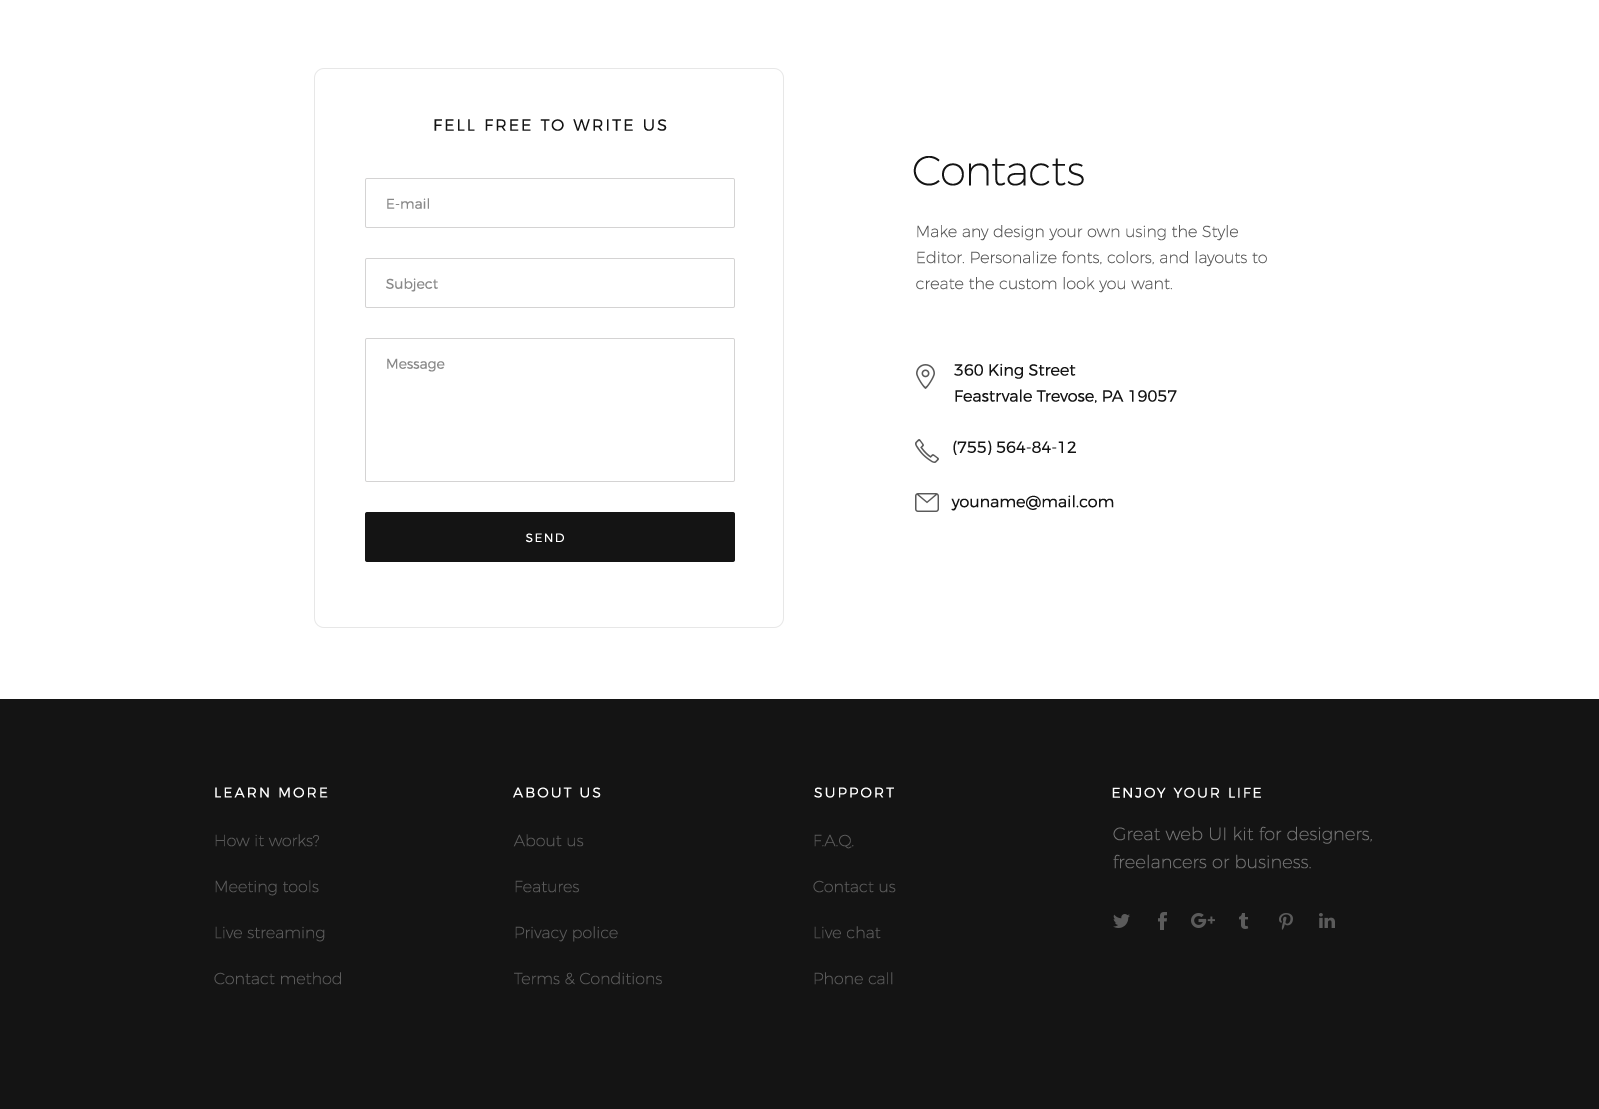 FELL FREE TO WRITE US
E-mail
Subject
Message
SEND
Contacts
Make any design your own using the Style
Editor. Personalize fonts, colors, and layouts to
create the custom look you want.
360 King Street
Feastrvale Trevose, PA 19057
(755) 564-84-12
youname@mail.com
LEARN MORE
How it works?
Meeting tools
Live streaming
Contact method
ABOUT US
About us
Features
Privacy police
Terms & Conditions
SUPPORT
F.A.Q.
Contact us
Live chat
Phone call
ENJOY YOUR LIFE
Great web UI kit for designers,
freelancers or business.